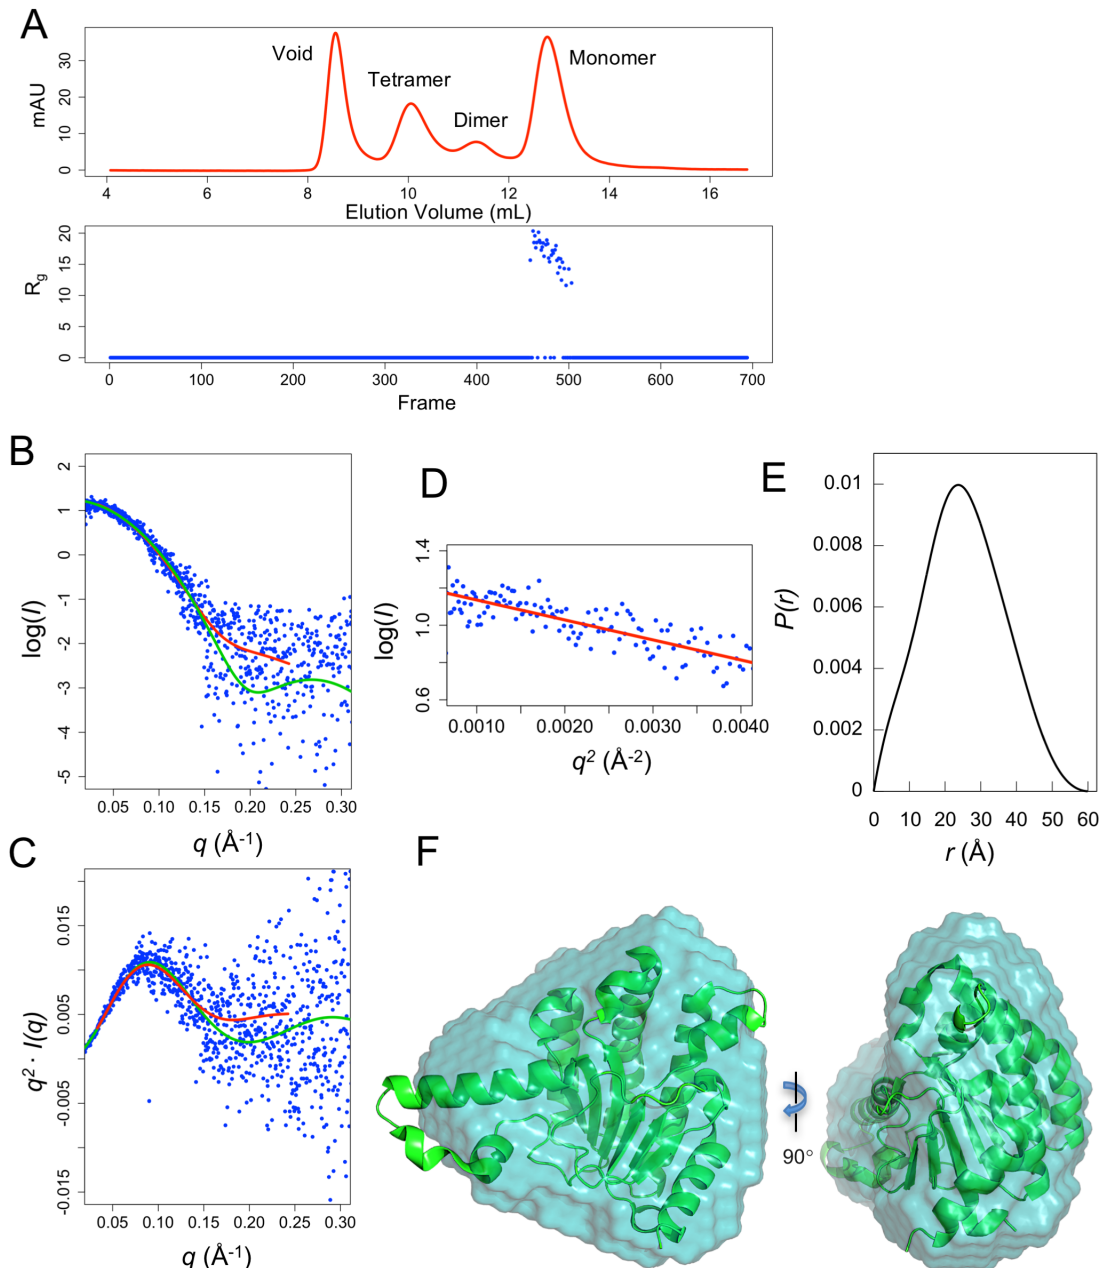 A
Void
Tetramer
Dimer
Monomer
mAU
0 10 20 30
4 6 8 10 12 14 16
Elution Volume (mL)
Rg
0 5 10 15 20
0 100 200 300 400 500 600 700
Frame
B
log(I)
2
1
0
-1
-2
-3
-4
-5
0.05 0.10 0.15 0.20 0.25 0.30
q (Å-1)
D
log(I)
1.4
1.0
0.6
0.0010 0.0020 0.0030 0.0040
q2 (Å-2)
E
P(r)
0.01
0.008
0.006
0.004
0.002
0
0 10 20 30 40 50 60
r (Å)
C
q2 · I(q)
0.015
0.005
-0.005
-0.015
0.05 0.10 0.15 0.20 0.25 0.30
q (Å-1)
F
90°